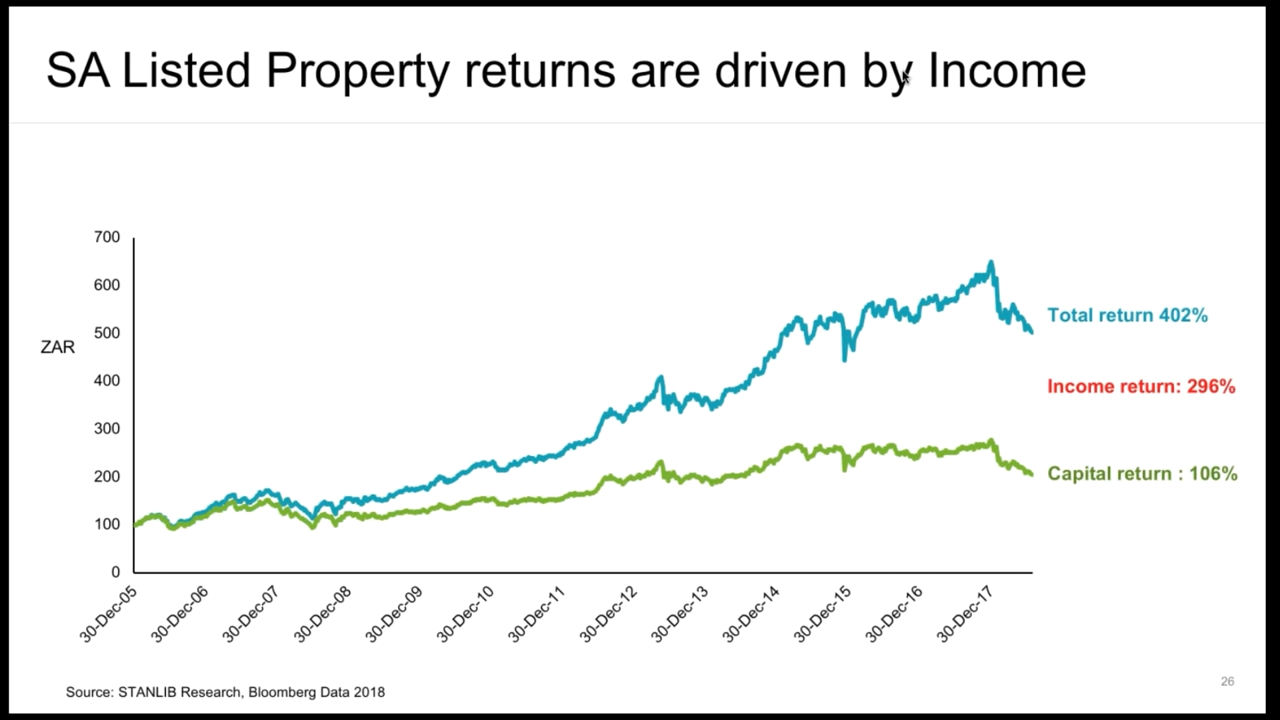 SA Listed Property returns are driven by Income
700
600
500
400
300
200
100
0
ZAR
Total return 402%
Income return: 296%
Capital return : 106%
30-Dec-05
30-Dec-06
30-Dec-07
30-Dec-08
30-Dec-09
30-Dec-10
30-Dec-11
30-Dec-12
30-Dec-13
30-Dec-14
30-Dec-15
30-Dec-16
30-Dec-17
Source: STANLIB Research, Bloomberg Data 2018
26